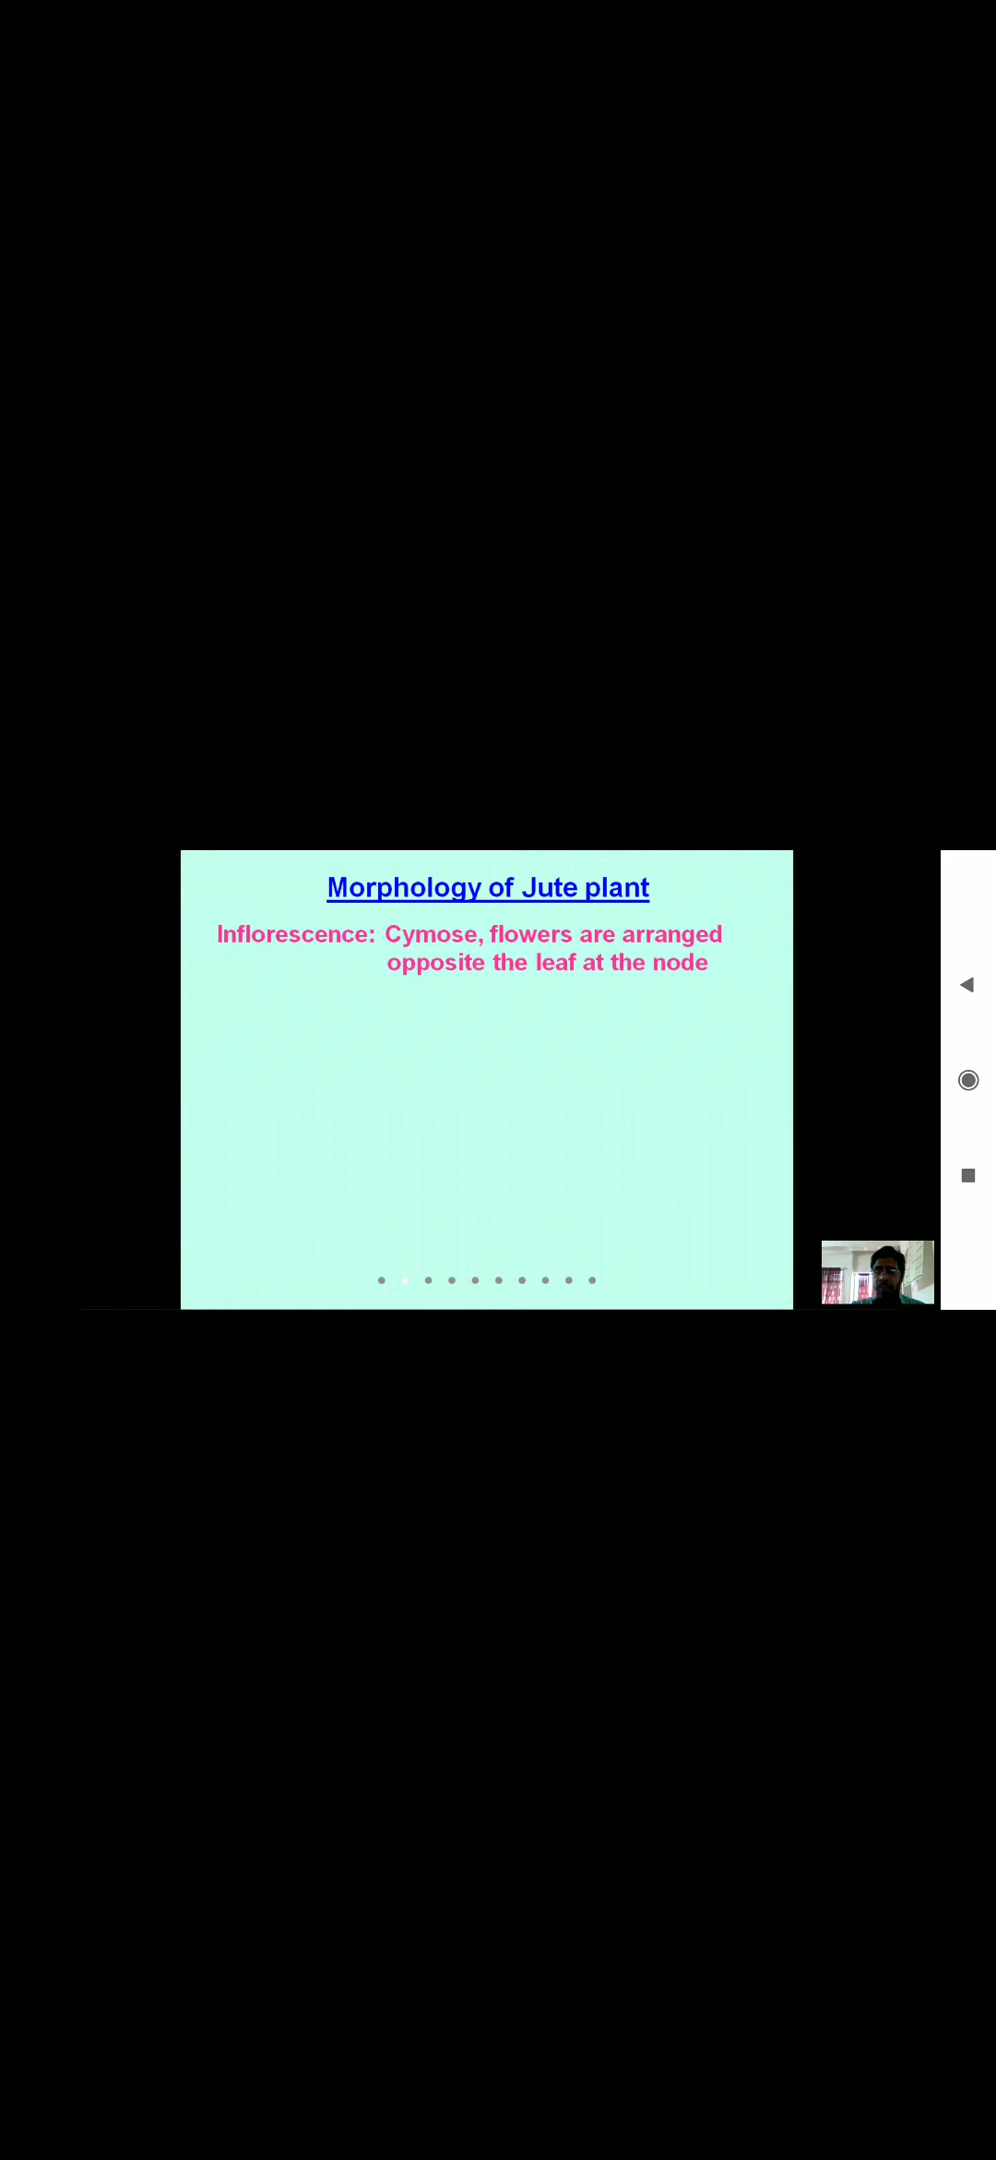 Morphology of Jute plant
Inflorescence: Cymose, flowers are arranged
opposite the leaf at the node